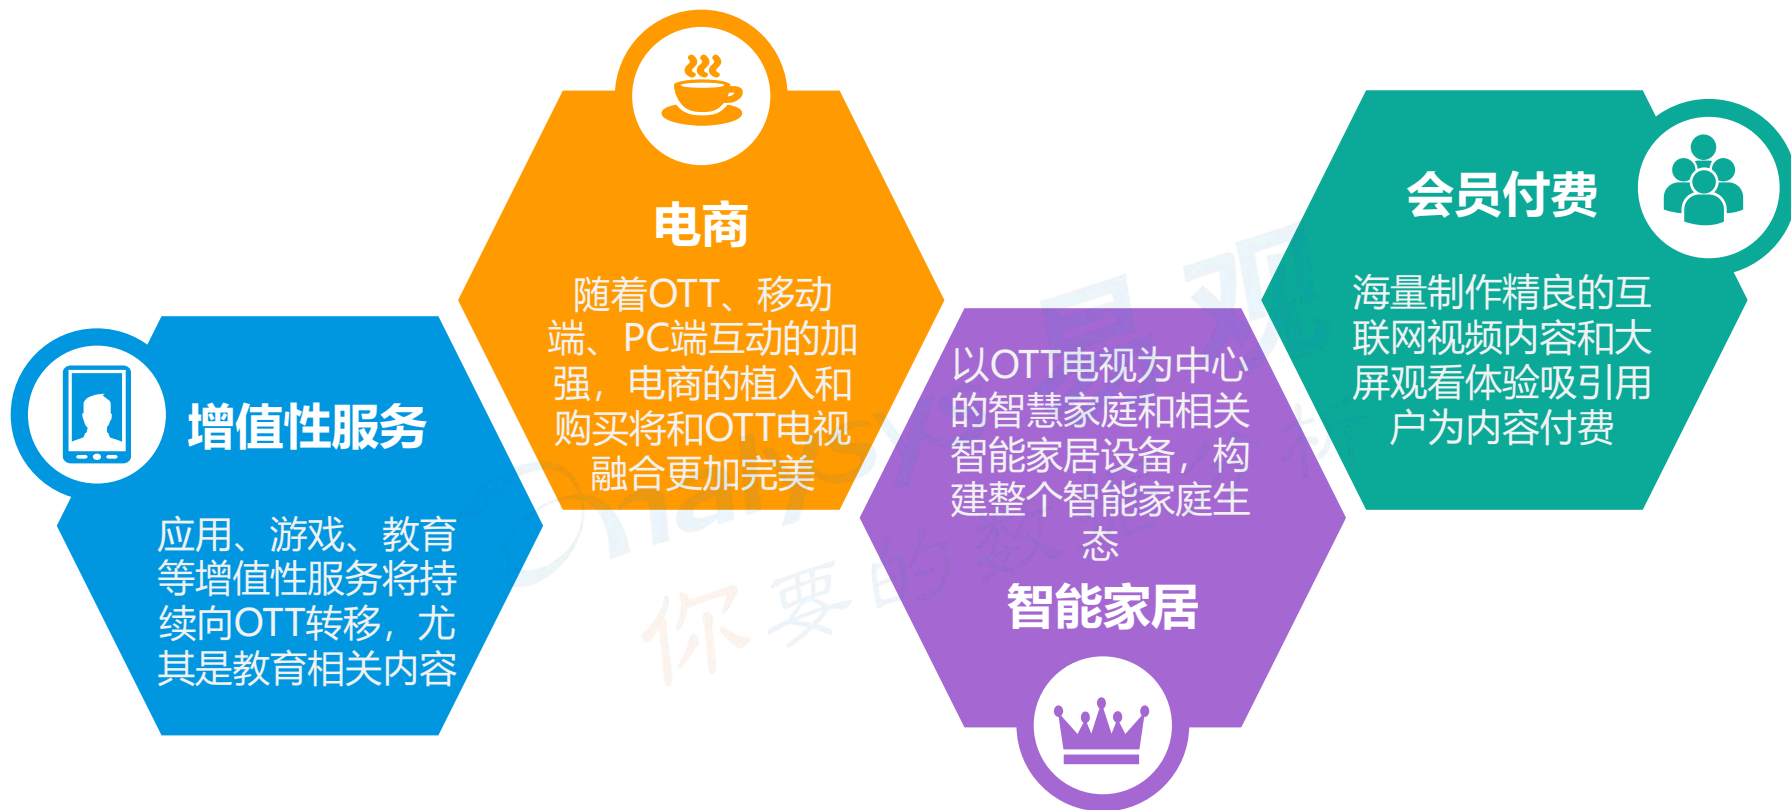 增值性服务
应用、游戏、教育
等增值性服务将持
续向OTT转移，尤
其是教育相关内容
电商
随着OTT、移动
端、PC端互动的加
强，电商的植入和
购买将和OTT电视
融合更加完美
以OTT电视为中心
的智慧家庭和相关
智能家居设备，构
建整个智能家庭生
态
智能家居
会员付费
海量制作精良的互
联网视频内容和大
屏观看体验吸引用
户为内容付费
你要的数据分析